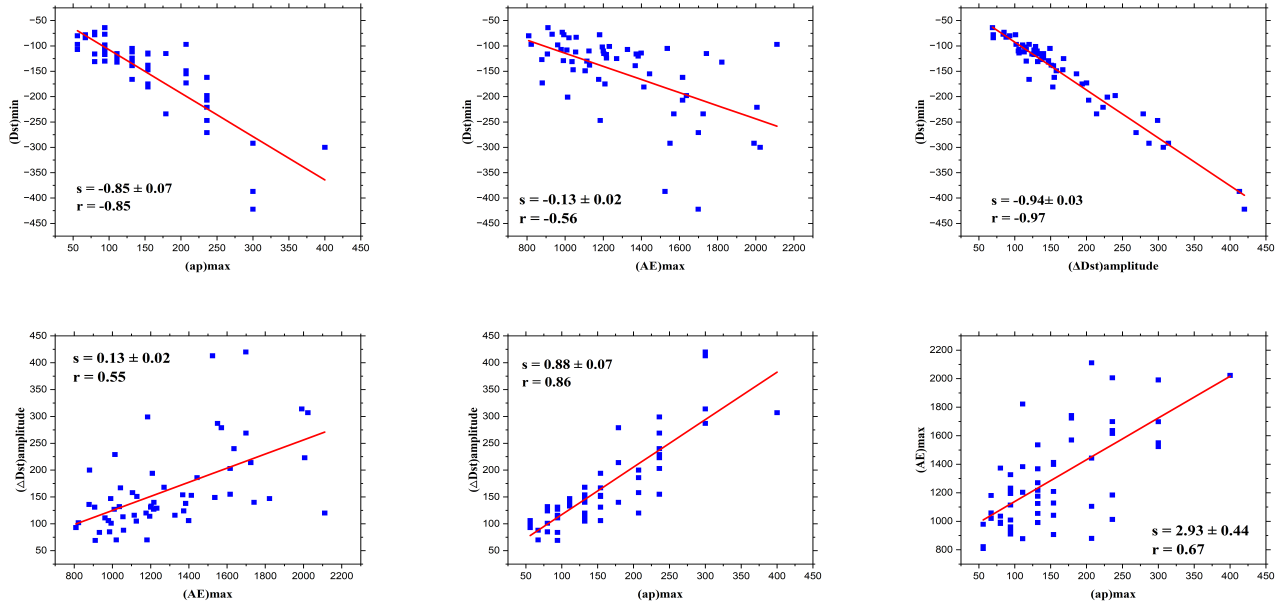 −50
−100
−150
−200
−250
−300
−350
−400
−450
(Dst)min
s = -0.85 ± 0.07
r = -0.85
50 100 150 200 250 300 350 400 450
(ap)max
−50
−100
−150
−200
−250
−300
−350
−400
−450
(Dst)min
s = -0.13 ± 0.02
r = -0.56
800 1000 1200 1400 1600 1800 2000 2200
(AE)max
−50
−100
−150
−200
−250
−300
−350
−400
−450
(Dst)min
s = -0.94± 0.03
r = -0.97
50 100 150 200 250 300 350 400 450
(ΔDst)amplitude
450
400
350
300
250
200
150
100
50
(△Dst)amplitude
s = 0.13 ± 0.02
r = 0.55
800 1000 1200 1400 1600 1800 2000 2200
(AE)max
450
400
350
300
250
200
150
100
50
(△Dst)amplitude
s = 0.88 ± 0.07
r = 0.86
50 100 150 200 250 300 350 400 450
(ap)max
2200
2000
1800
1600
1400
1200
1000
800
(AE)max
s = 2.93 ± 0.44
r = 0.67
50 100 150 200 250 300 350 400 450
(ap)max